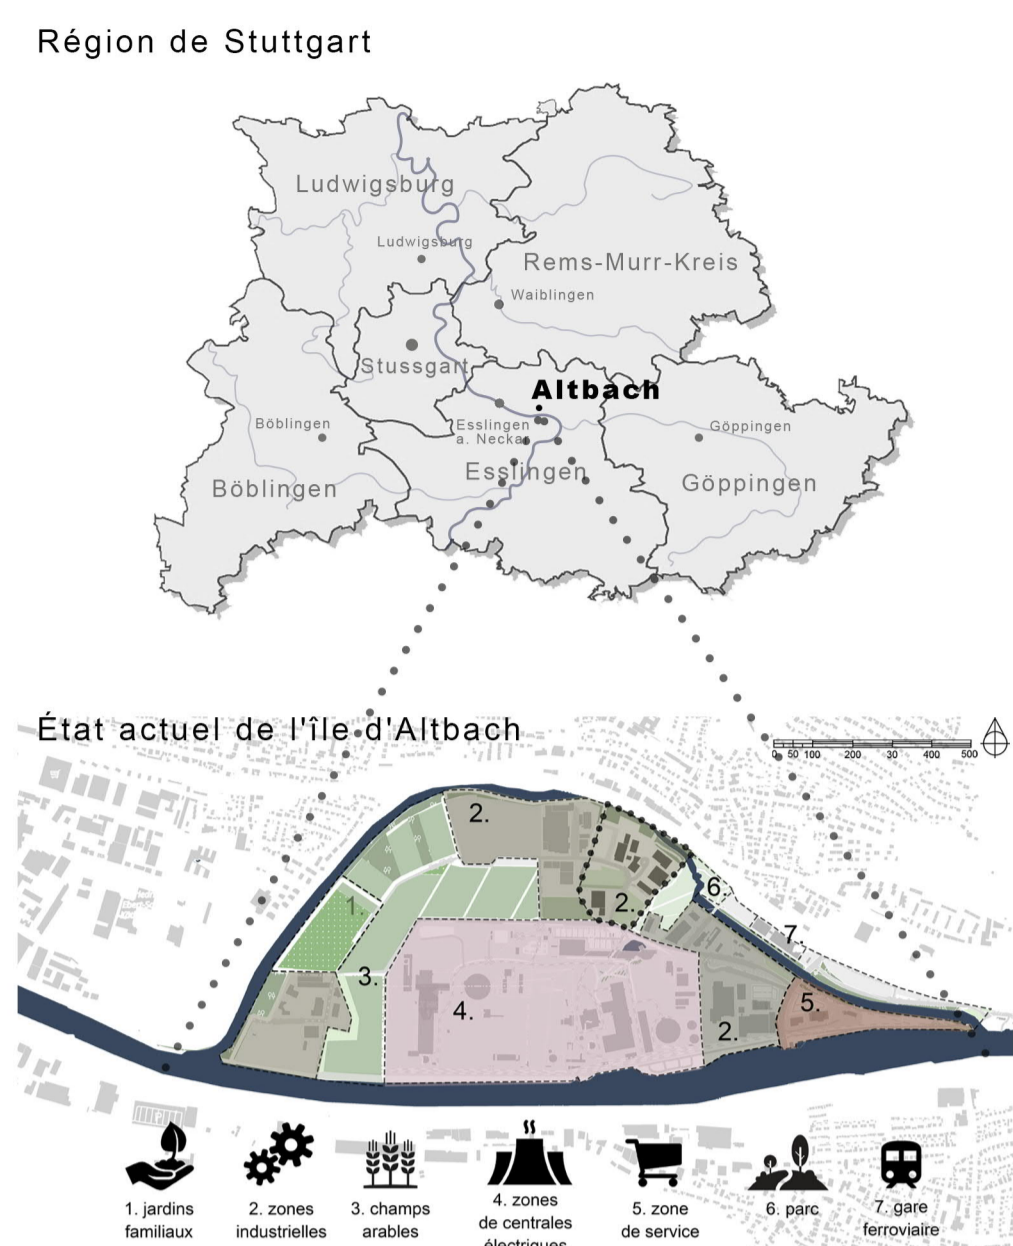 Région de Stuttgart
Ludwigsburg
Ludwigsburg
Rems-Murr-Kreis
Waiblingen
Stussgart
Altbach
Böblingen
Esslingen
a. Neckar
Göppingen
Esslingen
Böblingen
Göppingen
État actuel de l'île d'Altbach
0 50 100 200 30 400 500
2.
1.
2.
6.
7.
3.
4.
5.
2.
1. jardins
familiaux
2. zones
industrielles
3. champs
arables
4. zones
de centrales
électriques
5. zone
de service
6. parc
7. gare
ferroviaire